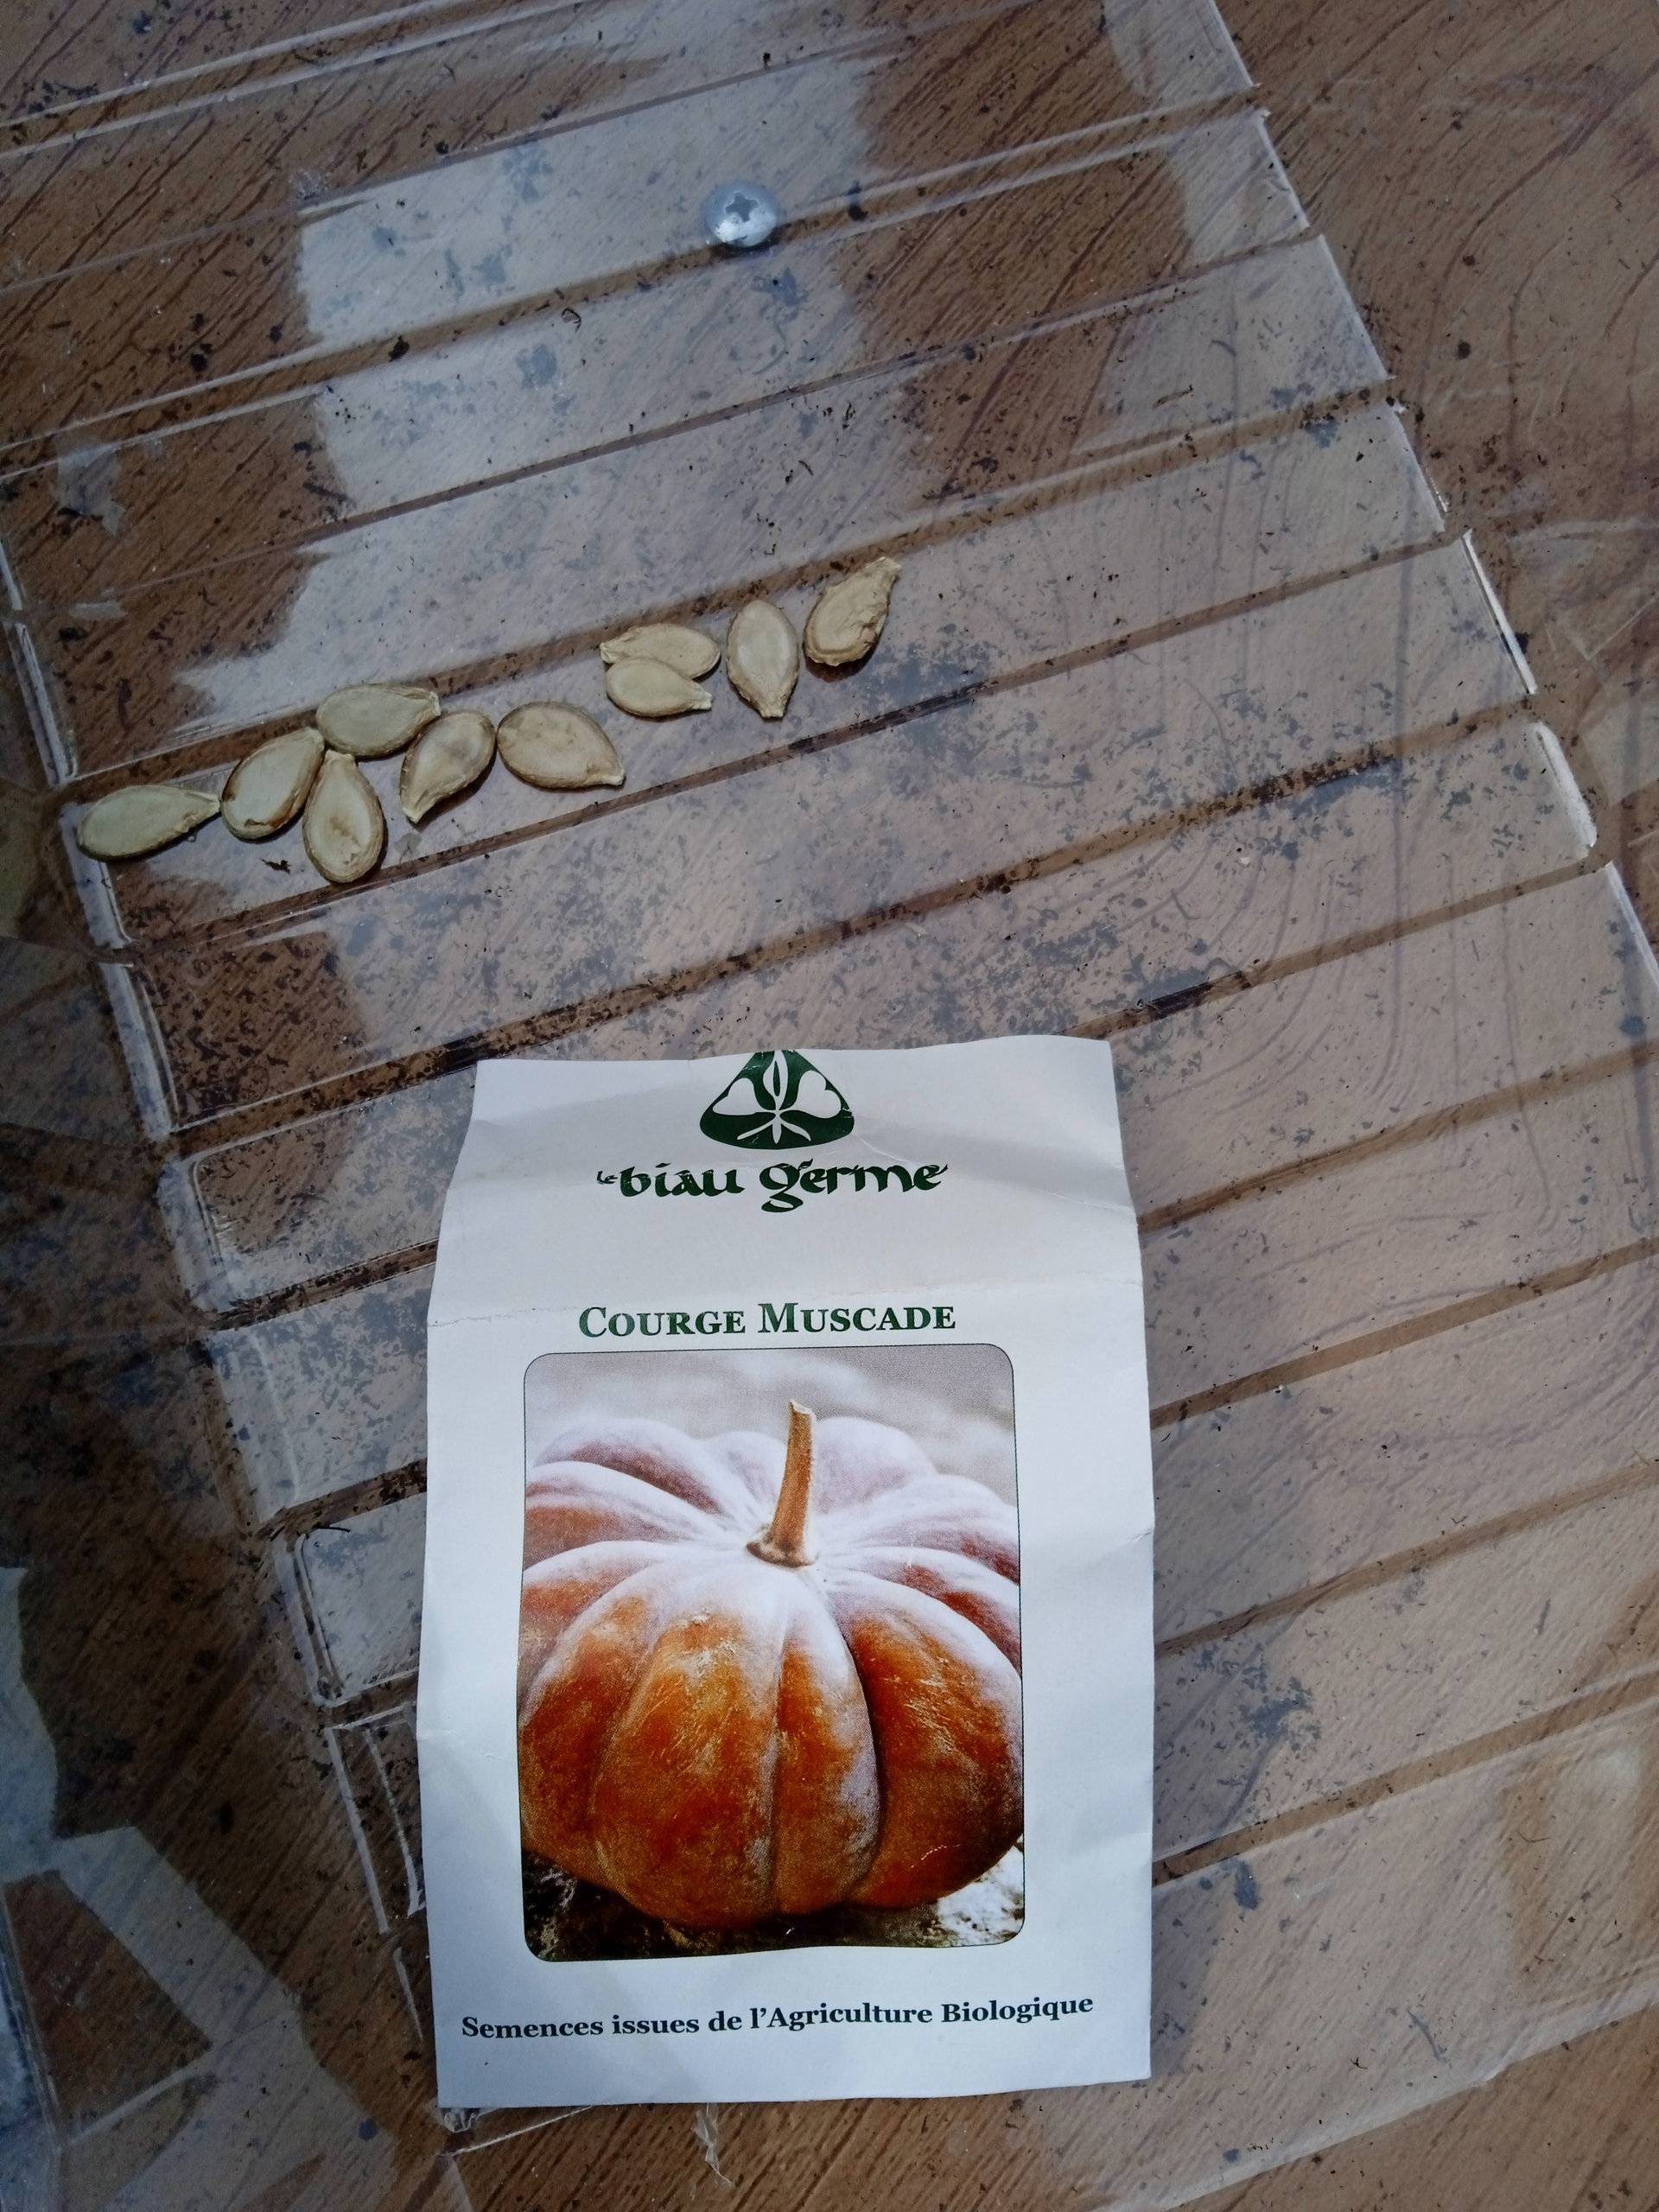 le biau germe
COURGE MUSCADE
Semences issues de l'Agriculture Biologique